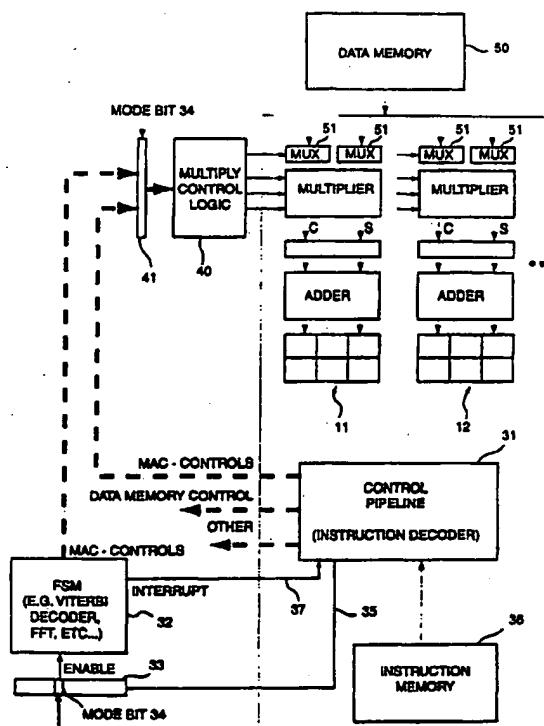 DATA MEMORY
50
MODE BIT 34
51 51 51 51
MUX MUX MUX MUX
MULTIPLY
CONTROL
LOGIC
MULTIPLIER MULTIPLIER
C S C S
41
40
ADDER ADDER
11 12
31
MAC - CONTROLS
CONTROL
PIPELINE
(INSTRUCTION DECODER)
DATA MEMORY CONTROL
OTHER
MAC - CONTROLS
FSM
(E.G. VITERBI
DECODER,
FFT, ETC...)
32
INTERRUPT
37
35
36
ENABLE
33
INSTRUCTION
MEMORY
MODE BIT 34